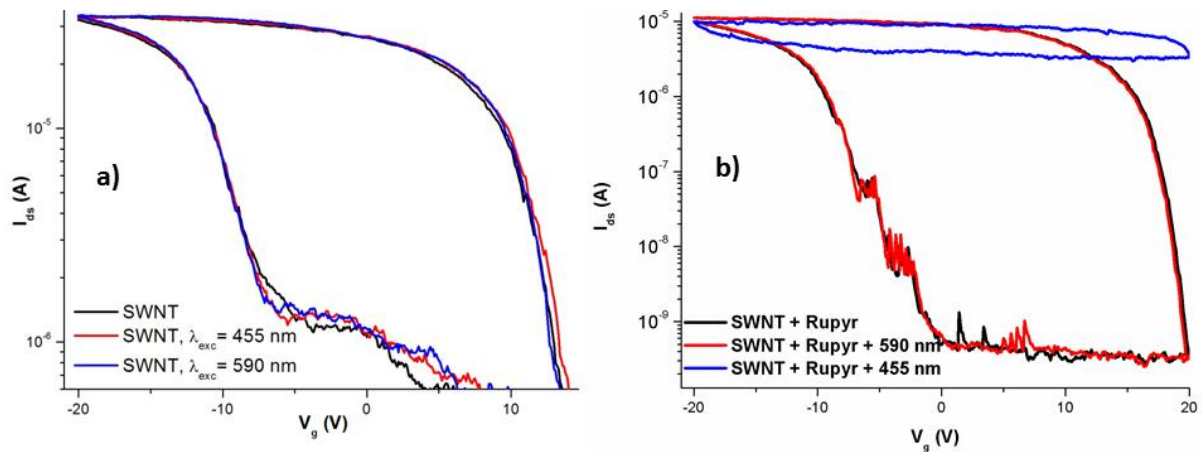 a)
I_ds (A)
10^-5
10^-6
SWNT
SWNT, λ_exc = 455 nm
SWNT, λ_exc = 590 nm
-20 -10 0 10
V_g (V)
b)
I_ds (A)
10^-5
10^-6
10^-7
10^-8
10^-9
SWNT + Rupyr
SWNT + Rupyr + 590 nm
SWNT + Rupyr + 455 nm
-20 -10 0 10 20
V_g (V)